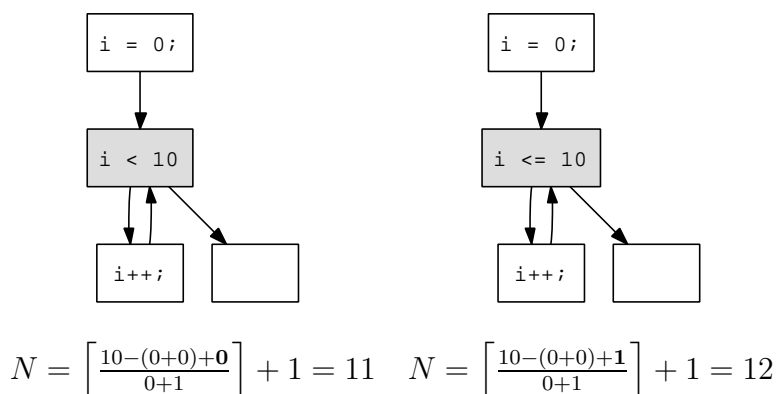 i = 0; i = 0;
i < 10 i <= 10
i++; i++;
N = ⌈(10−(0+0)+0)/(0+1)⌉ + 1 = 11 N = ⌈(10−(0+0)+1)/(0+1)⌉ + 1 = 12